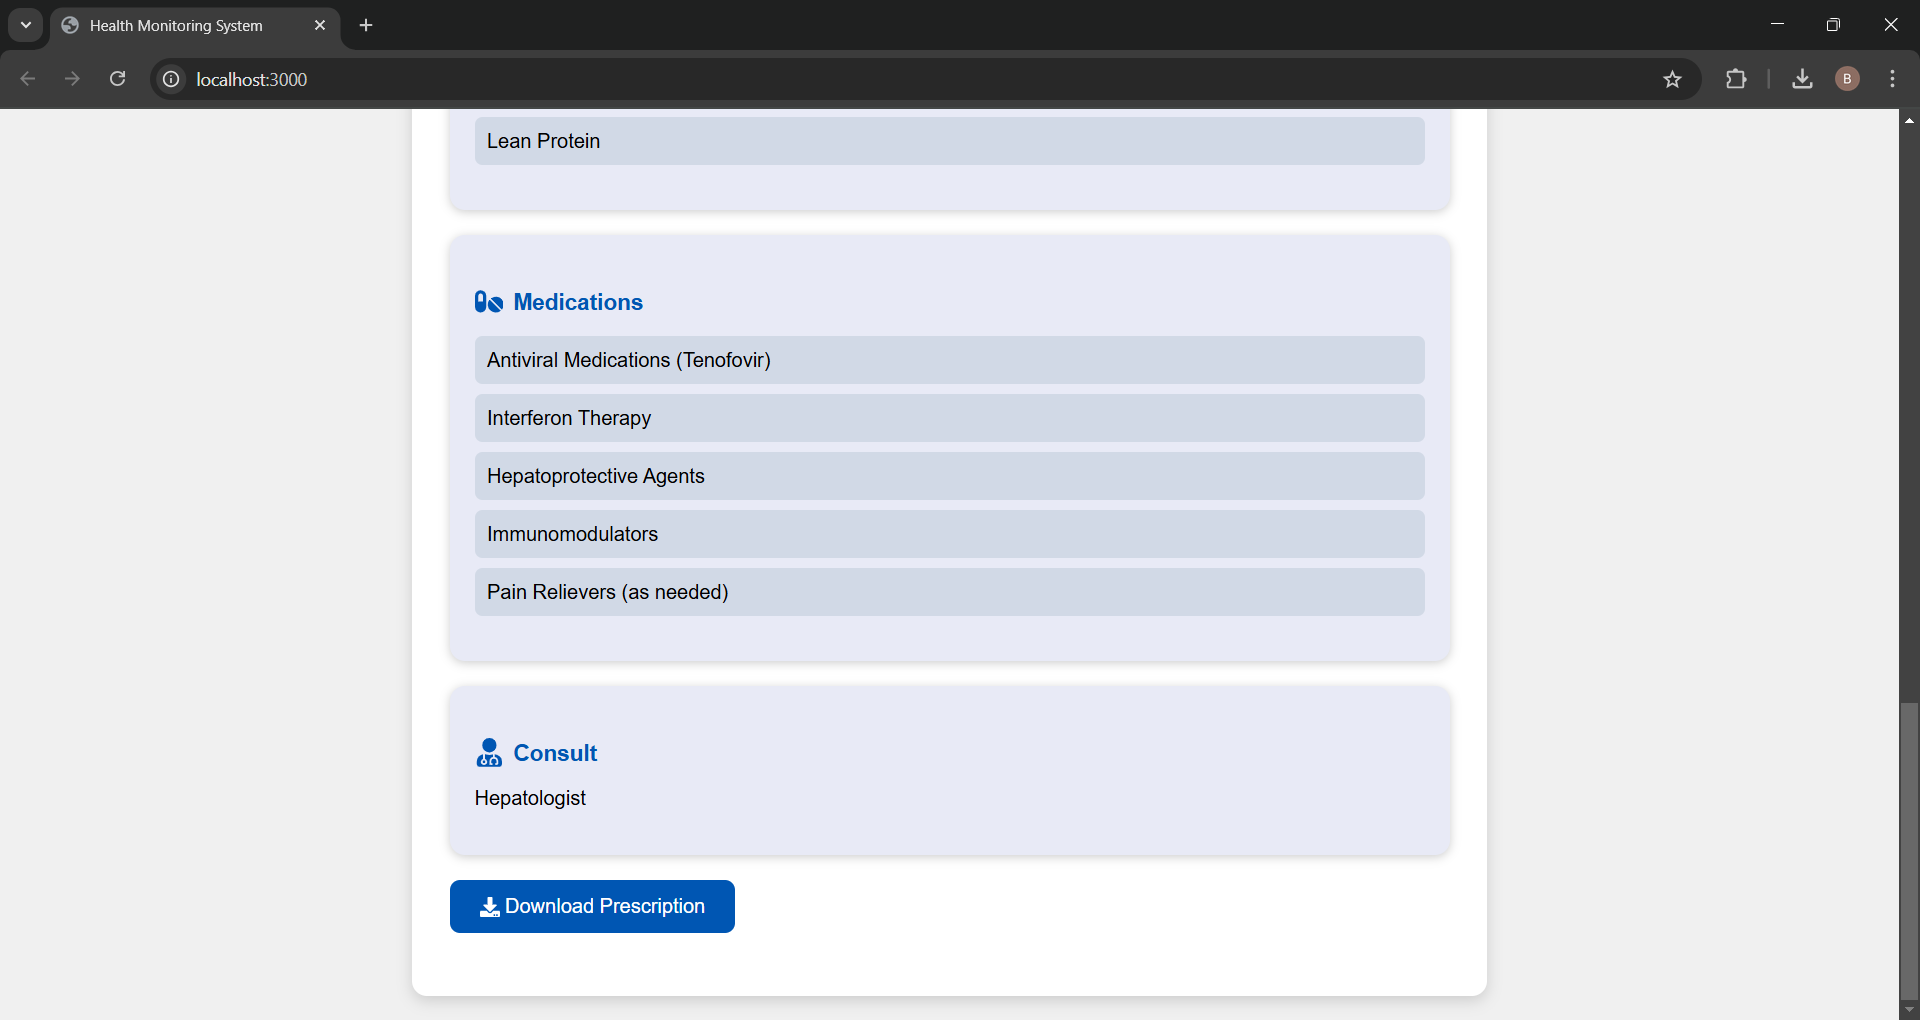 Health Monitoring System
localhost:3000
B
Lean Protein
Medications
Antiviral Medications (Tenofovir)
Interferon Therapy
Hepatoprotective Agents
Immunomodulators
Pain Relievers (as needed)
Consult
Hepatologist
Download Prescription